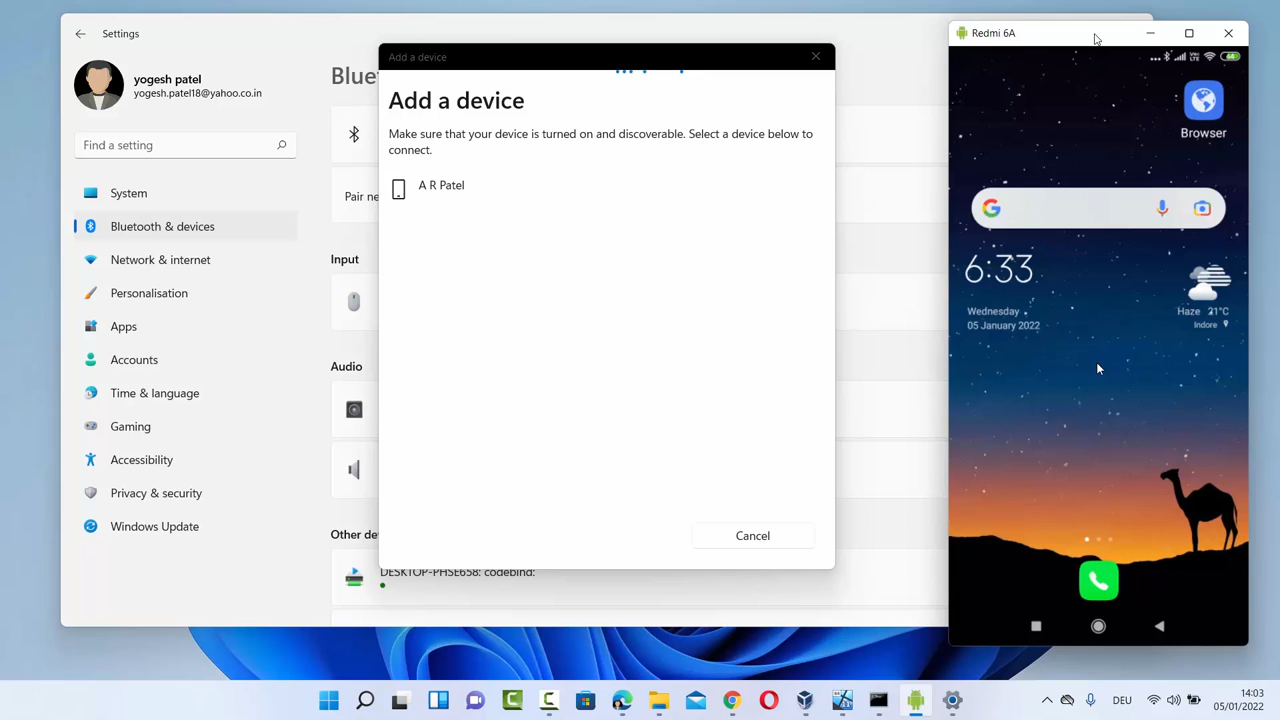 Settings
yogesh patel
yogesh.patel18@yahoo.co.in
Find a setting
System
Bluetooth & devices
Network & internet
Personalisation
Apps
Accounts
Time & language
Gaming
Accessibility
Privacy & security
Windows Update
Bluet
Pair ne
Input
Audio
Other de
DESKTOP-PHSE658: codebind:
Add a device
Add a device
Make sure that your device is turned on and discoverable. Select a device below to
connect.
A R Patel
Cancel
Redmi 6A
Browser
6:33
Wednesday
05 January 2022
Haze 21°C
Indore
DEU
14:03
05/01/2022